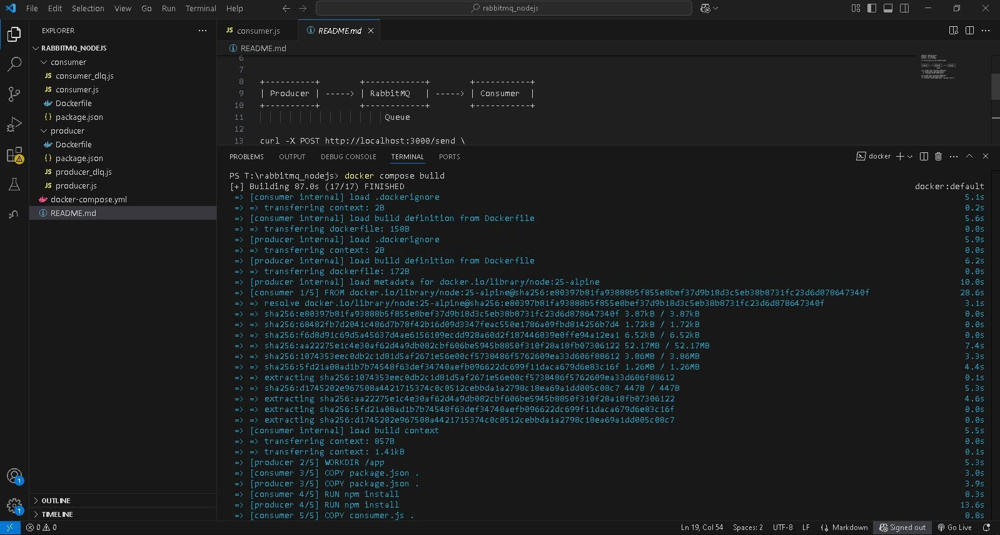 File Edit Selection View Go Run Terminal Help
rabbitmq_nodejs
EXPLORER
RABBITMQ_NODEJS
consumer
JS consumer_dlq.js
JS consumer.js
Dockerfile
{} package.json
producer
Dockerfile
{} package.json
JS producer_dlq.js
JS producer.js
docker-compose.yml
README.md
OUTLINE
TIMELINE
JS consumer.js README.md
README.md
6
7
8 +----------+ +------------+ +-----------+
9 | Producer | -----> | RabbitMQ | -----> | Consumer |
10 +----------+ +------------+ +-----------+
11 Queue
12
13 curl -X POST http://localhost:3000/send \
PROBLEMS OUTPUT DEBUG CONSOLE TERMINAL PORTS
docker
PS T:\rabbitmq_nodejs> docker compose build
[+] Building 87.0s (17/17) FINISHED docker:default
=> [consumer internal] load .dockerignore 5.1s
=> => transferring context: 2B 0.2s
=> [consumer internal] load build definition from Dockerfile 5.6s
=> => transferring dockerfile: 158B 0.0s
=> [producer internal] load .dockerignore 5.9s
=> => transferring context: 2B 0.0s
=> [producer internal] load build definition from Dockerfile 6.2s
=> => transferring dockerfile: 172B 0.0s
=> [producer internal] load metadata for docker.io/library/node:25-alpine 10.0s
=> [consumer 1/5] FROM docker.io/library/node:25-alpine@sha256:e80397b81fa93888b5f855e8bef37d9b18d3c5eb38b8731fc23d6d878647340f 28.6s
=> => resolve docker.io/library/node:25-alpine@sha256:e80397b81fa93888b5f855e8bef37d9b18d3c5eb38b8731fc23d6d878647340f 3.1s
=> => sha256:e80397b81fa93888b5f855e8bef37d9b18d3c5eb38b8731fc23d6d878647340f 3.87kB / 3.87kB 0.0s
=> => sha256:68482fb7d2041c486d7b78f42b16d09d3347feac550e1786a09fbd814256b7d4 1.72kB / 1.72kB 0.0s
=> => sha256:f6d8d91c69d5a45637d4ae6156109ecdd928a60d2f187446039e0ffe94a12ea1 6.52kB / 6.52kB 0.0s
=> => sha256:aa22275e1c4e30af62d4a9db082cbf606be5945b8850f310f28a18fb07306122 52.17MB / 52.17MB 7.4s
=> => sha256:1074353eec0db2c1d81d5af2671e56e00cf5738486f5762609ea33d606f88612 3.86MB / 3.86MB 3.3s
=> => sha256:5fd21a08ad1b7b74548f63def34740aefb096622dc699f11daca679d6e83c16f 1.26MB / 1.26MB 4.4s
=> => extracting sha256:1074353eec0db2c1d81d5af2671e56e00cf5738486f5762609ea33d606f88612 0.1s
=> => sha256:d1745202e967508a4421715374c0c0512cebbda1a2798c18ea69a1dd005c08c7 447B / 447B 5.3s
=> => extracting sha256:aa22275e1c4e30af62d4a9db082cbf606be5945b8850f310f28a18fb07306122 4.6s
=> => extracting sha256:5fd21a08ad1b7b74548f63def34740aefb096622dc699f11daca679d6e83c16f 0.0s
=> => extracting sha256:d1745202e967508a4421715374c0c0512cebbda1a2798c18ea69a1dd005c08c7 0.0s
=> [consumer internal] load build context 5.5s
=> => transferring context: 857B 0.0s
=> => transferring context: 1.41kB 0.1s
=> [producer 2/5] WORKDIR /app 5.3s
=> [consumer 3/5] COPY package.json . 3.0s
=> [producer 3/5] COPY package.json . 3.9s
=> [consumer 4/5] RUN npm install 8.3s
=> [producer 4/5] RUN npm install 13.6s
=> [consumer 5/5] COPY consumer.js . 8.8s
1
1
0 0
Ln 19, Col 54 Spaces: 2 UTF-8 LF {} Markdown Signed out Go Live